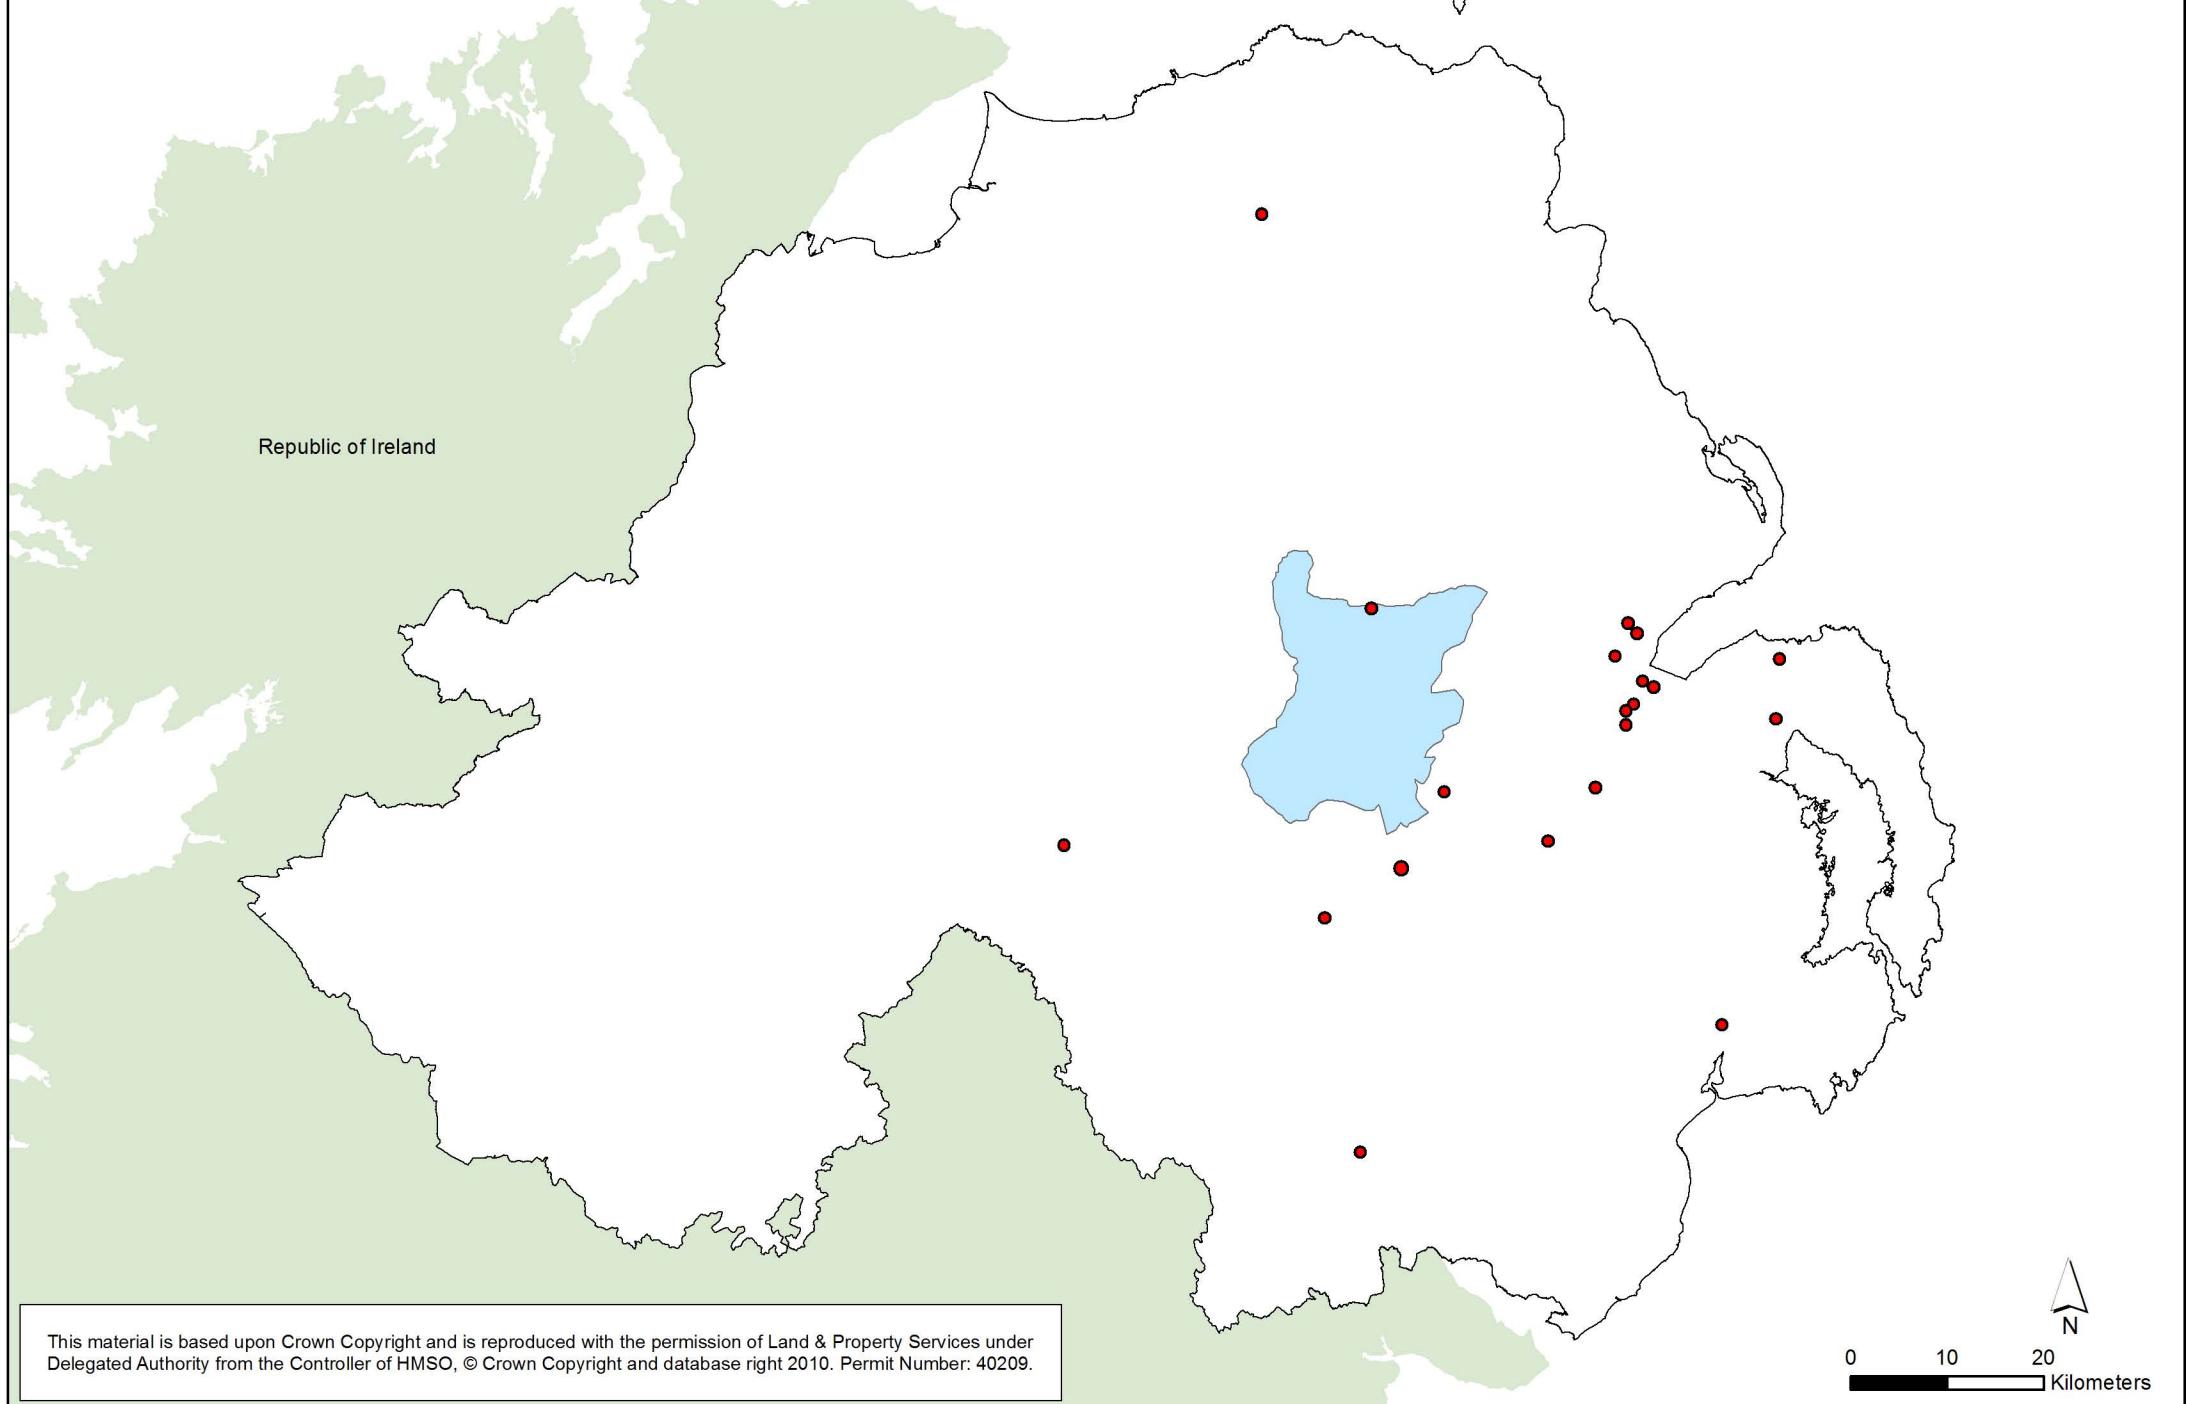 Republic of Ireland
N
0 10 20
Kilometers
This material is based upon Crown Copyright and is reproduced with the permission of Land & Property Services under
Delegated Authority from the Controller of HMSO, © Crown Copyright and database right 2010. Permit Number: 40209.